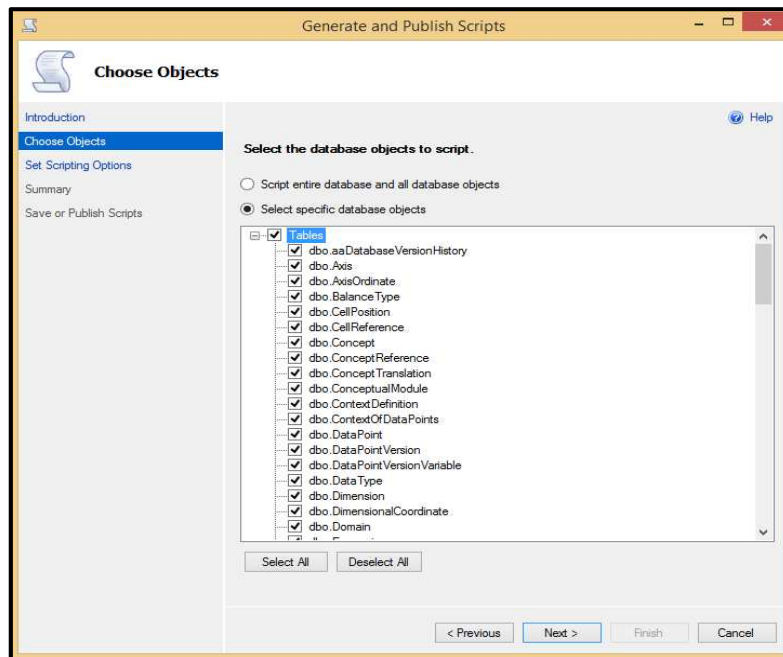 Generate and Publish Scripts
Choose Objects
Introduction
Choose Objects
Set Scripting Options
Summary
Save or Publish Scripts
Help
Select the database objects to script.
Script entire database and all database objects
Select specific database objects
Tables
dbo.aaDatabaseVersionHistory
dbo.Axis
dbo.AxisOrdinate
dbo.BalanceType
dbo.CellPosition
dbo.CellReference
dbo.Concept
dbo.ConceptReference
dbo.ConceptTranslation
dbo.ConceptualModule
dbo.ContextDefinition
dbo.ContextOfDataPoints
dbo.DataPoint
dbo.DataPointVersion
dbo.DataPointVersionVariable
dbo.DataType
dbo.Dimension
dbo.DimensionalCoordinate
dbo.Domain
Select All
Deselect All
< Previous
Next >
Finish
Cancel